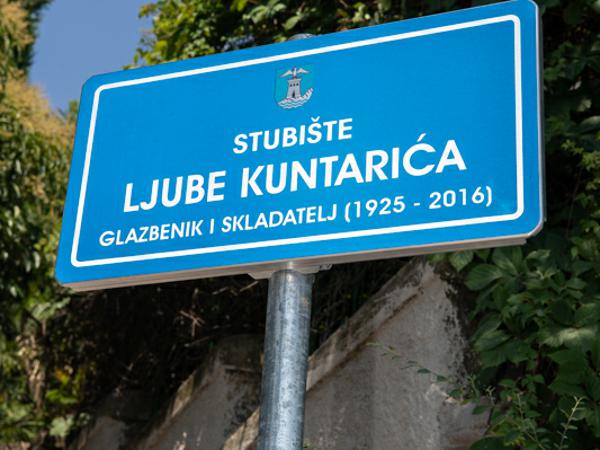 STUBIŠTE
LJUBE KUNTARIĆA
GLAZBENIK I SKLADATELJ (1925 - 2016)